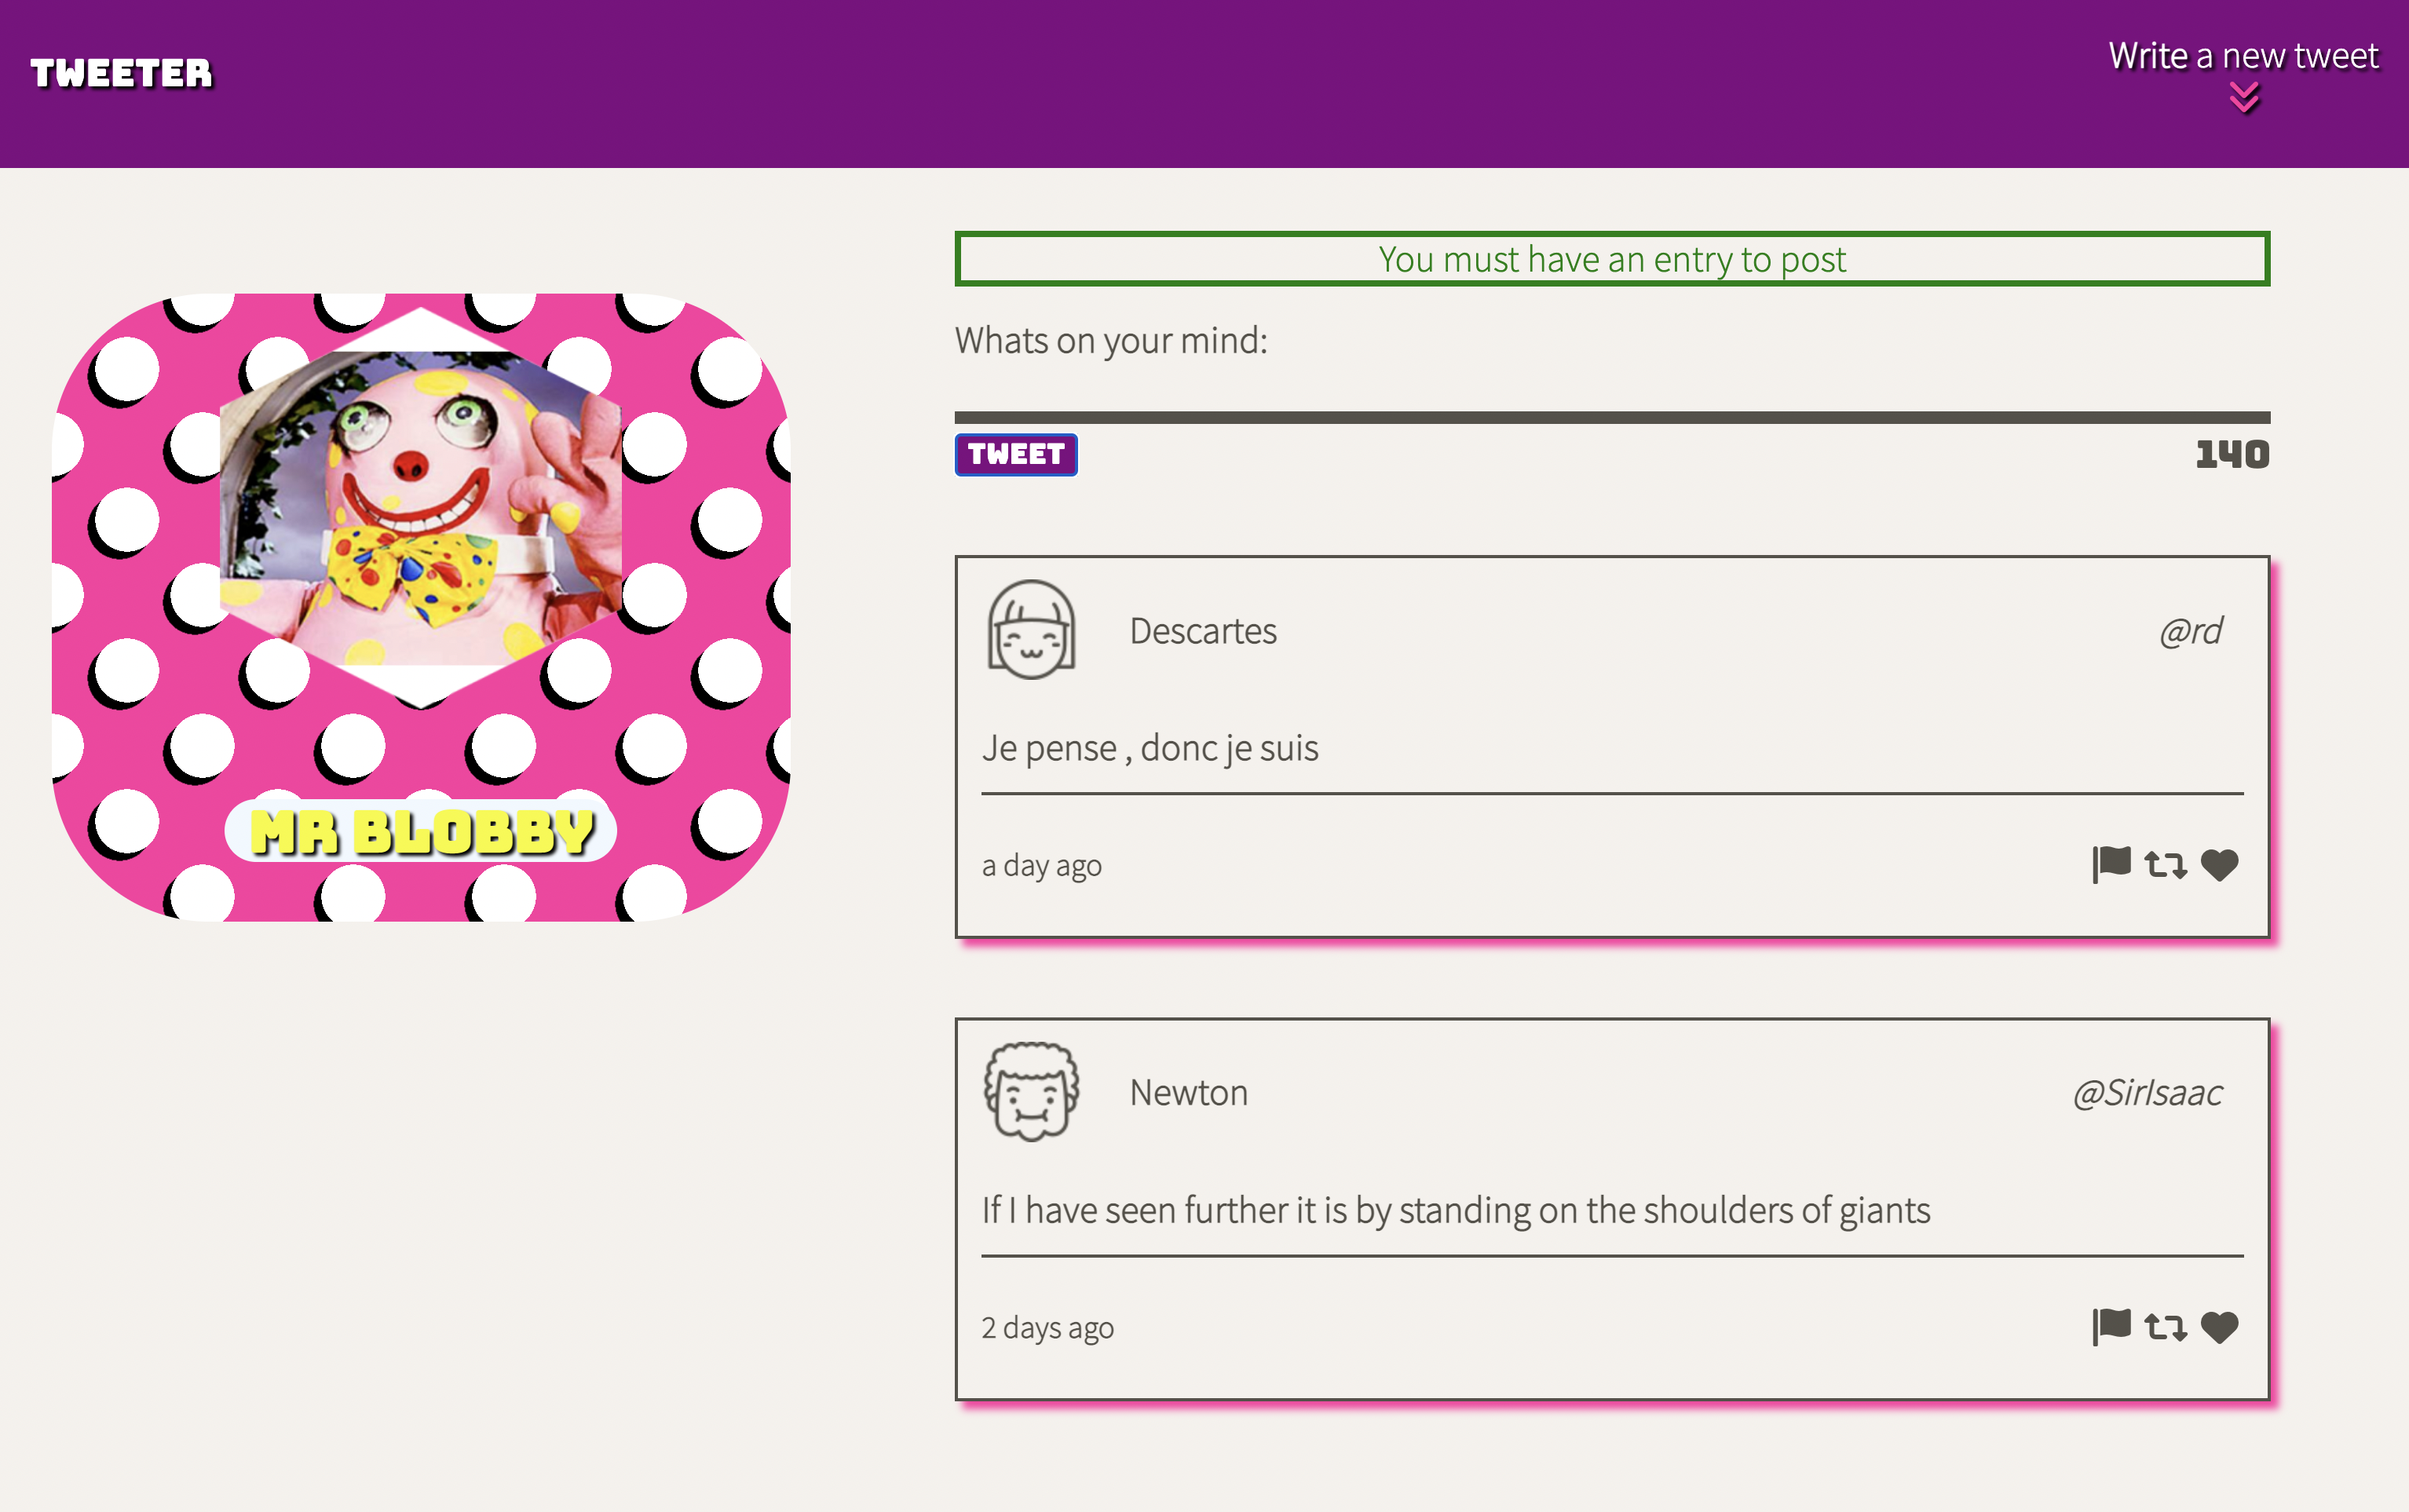 TWEETER
Write a new tweet
You must have an entry to post
Whats on your mind:
TWEET
140
MR BLOBBY
Descartes
@rd
Je pense , donc je suis
a day ago
Newton
@SirIsaac
If I have seen further it is by standing on the shoulders of giants
2 days ago